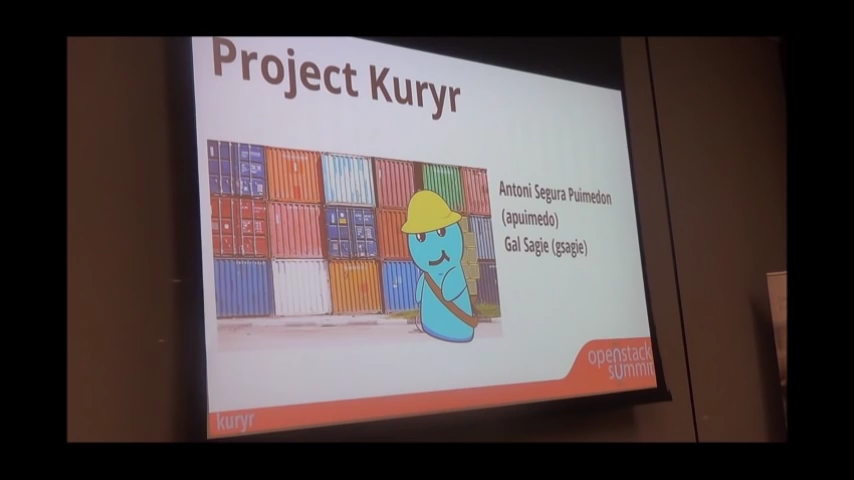 Project Kuryr
Antoni Segura Puimedon
(apuimedo)
Gal Sagie (gsagie)
openstack
summit
kuryr